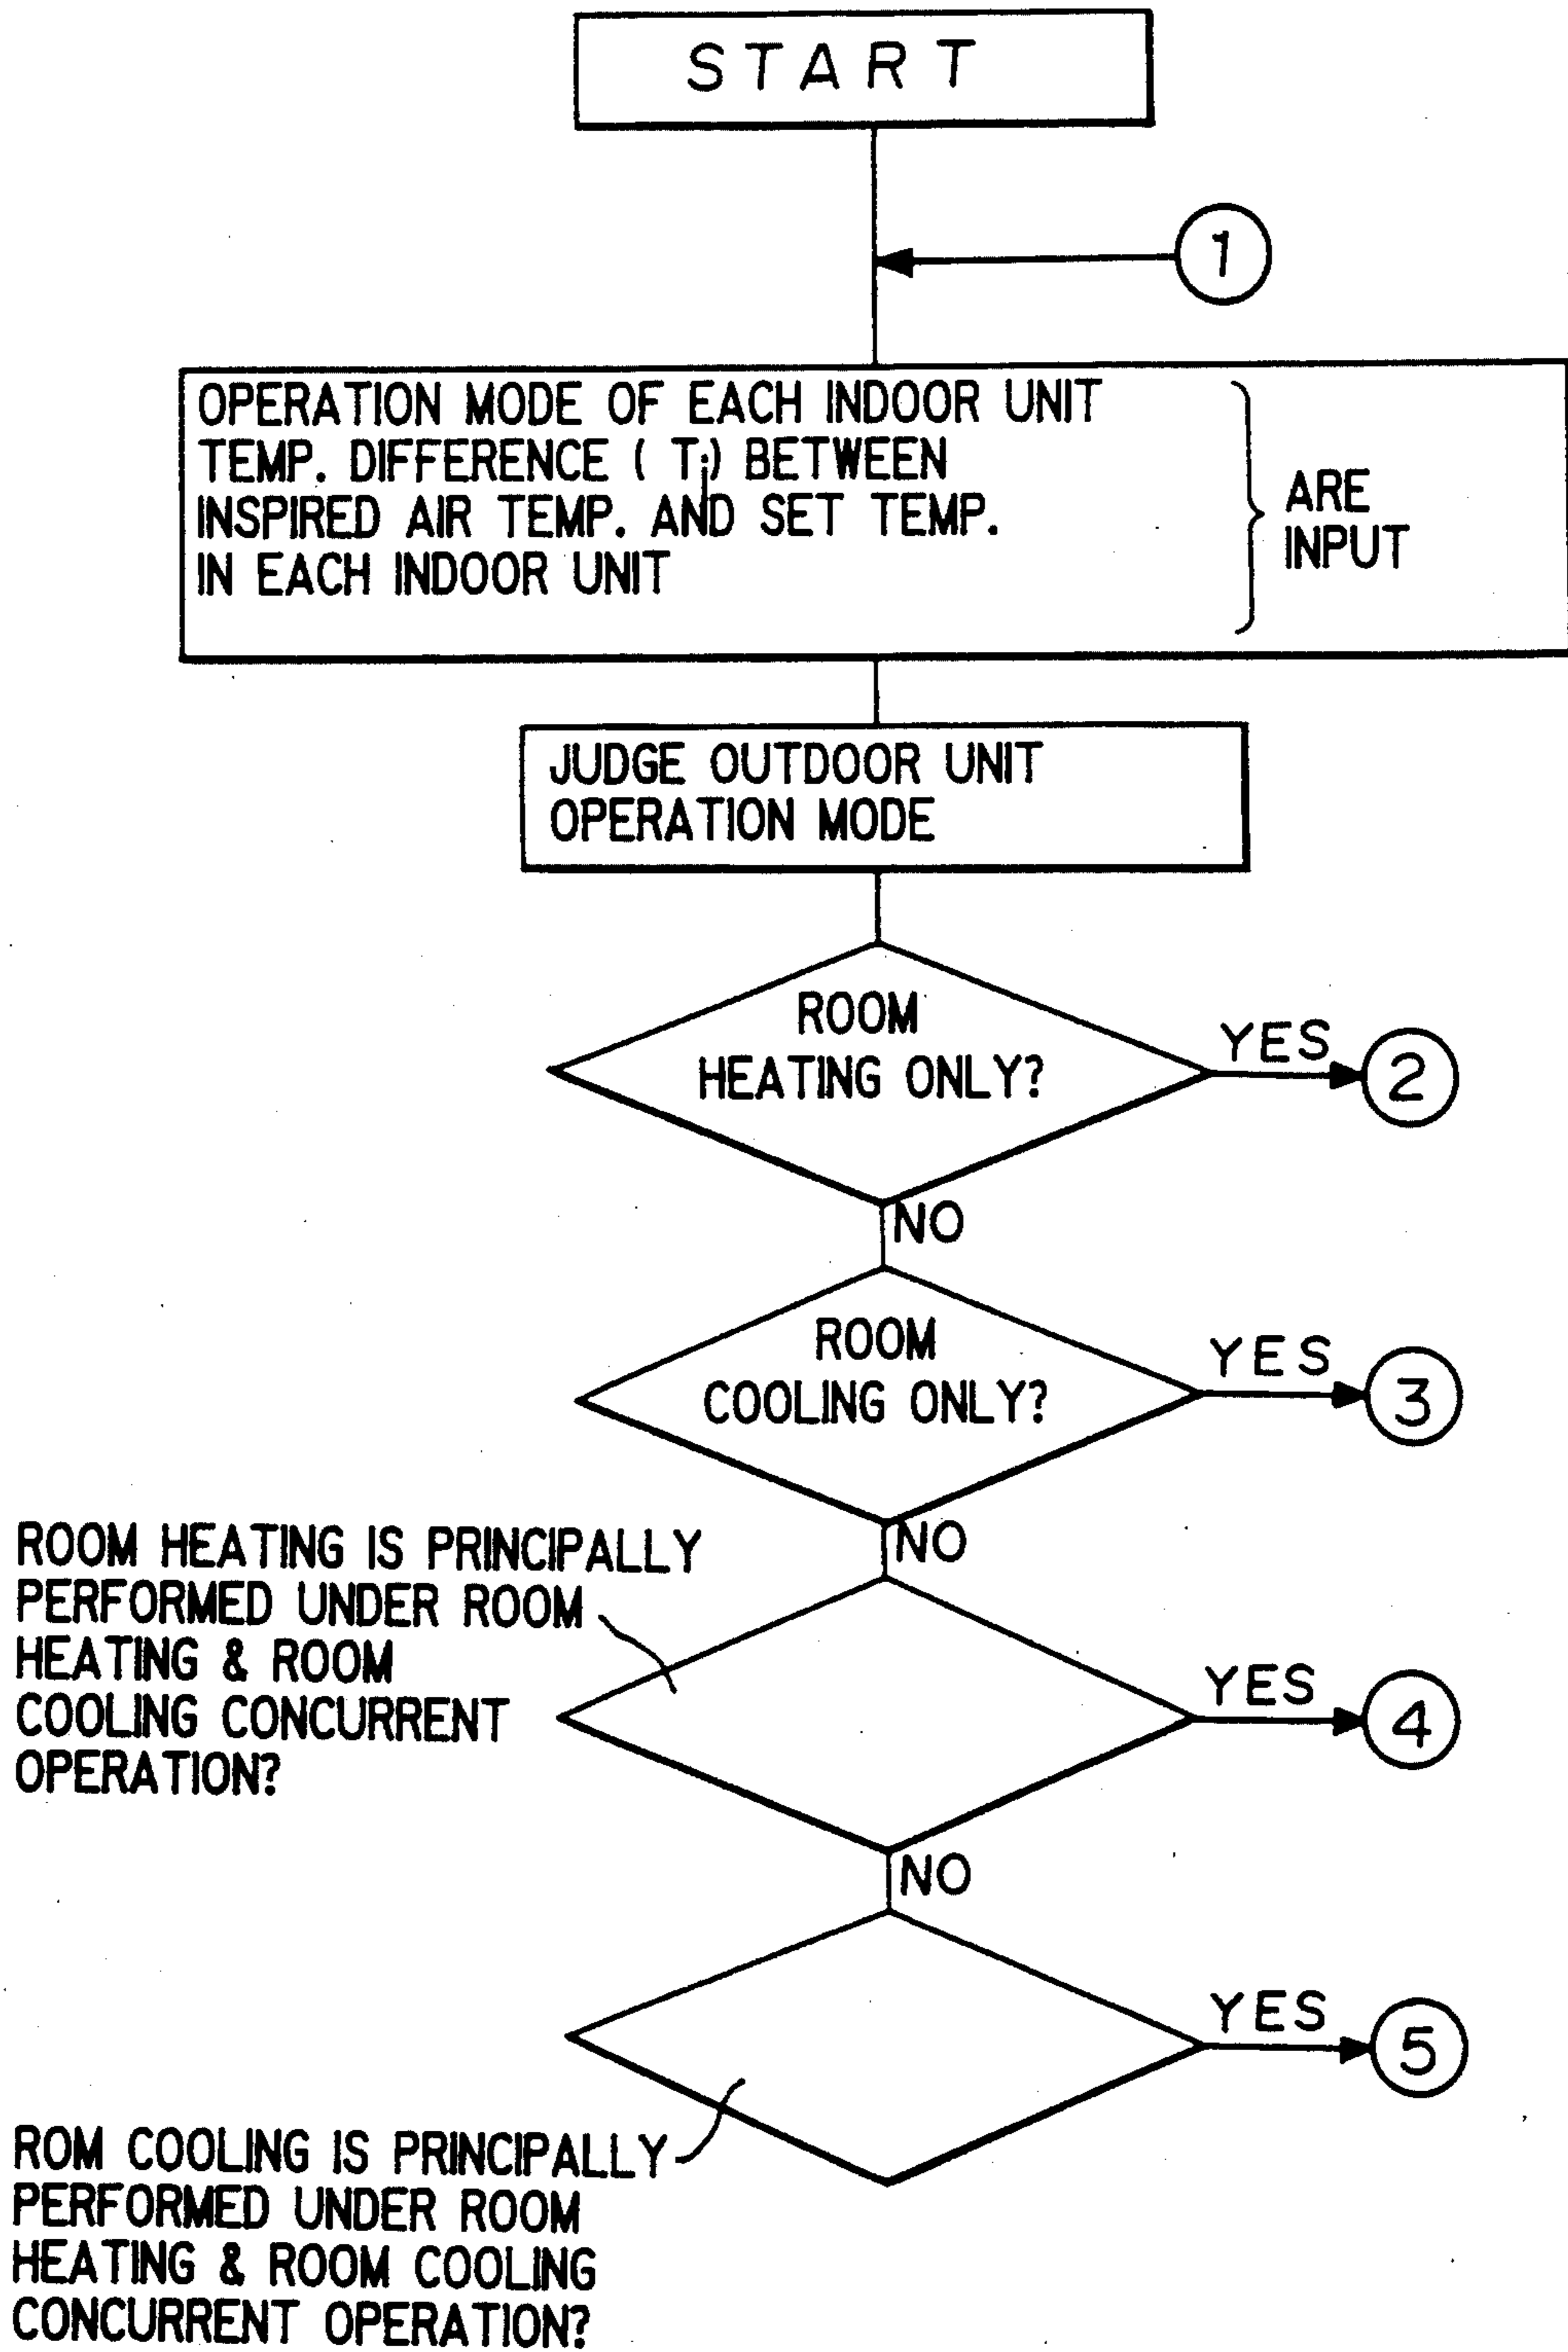 START
1
OPERATION MODE OF EACH INDOOR UNIT
TEMP. DIFFERENCE ( Tj) BETWEEN
INSPIRED AIR TEMP. AND SET TEMP.
IN EACH INDOOR UNIT
ARE
INPUT
JUDGE OUTDOOR UNIT
OPERATION MODE
ROOM
HEATING ONLY?
YES
2
NO
ROOM
COOLING ONLY?
YES
3
NO
ROOM HEATING IS PRINCIPALLY
PERFORMED UNDER ROOM
HEATING & ROOM
COOLING CONCURRENT
OPERATION?
YES
4
NO
YES
5
ROM COOLING IS PRINCIPALLY
PERFORMED UNDER ROOM
HEATING & ROOM COOLING
CONCURRENT OPERATION?